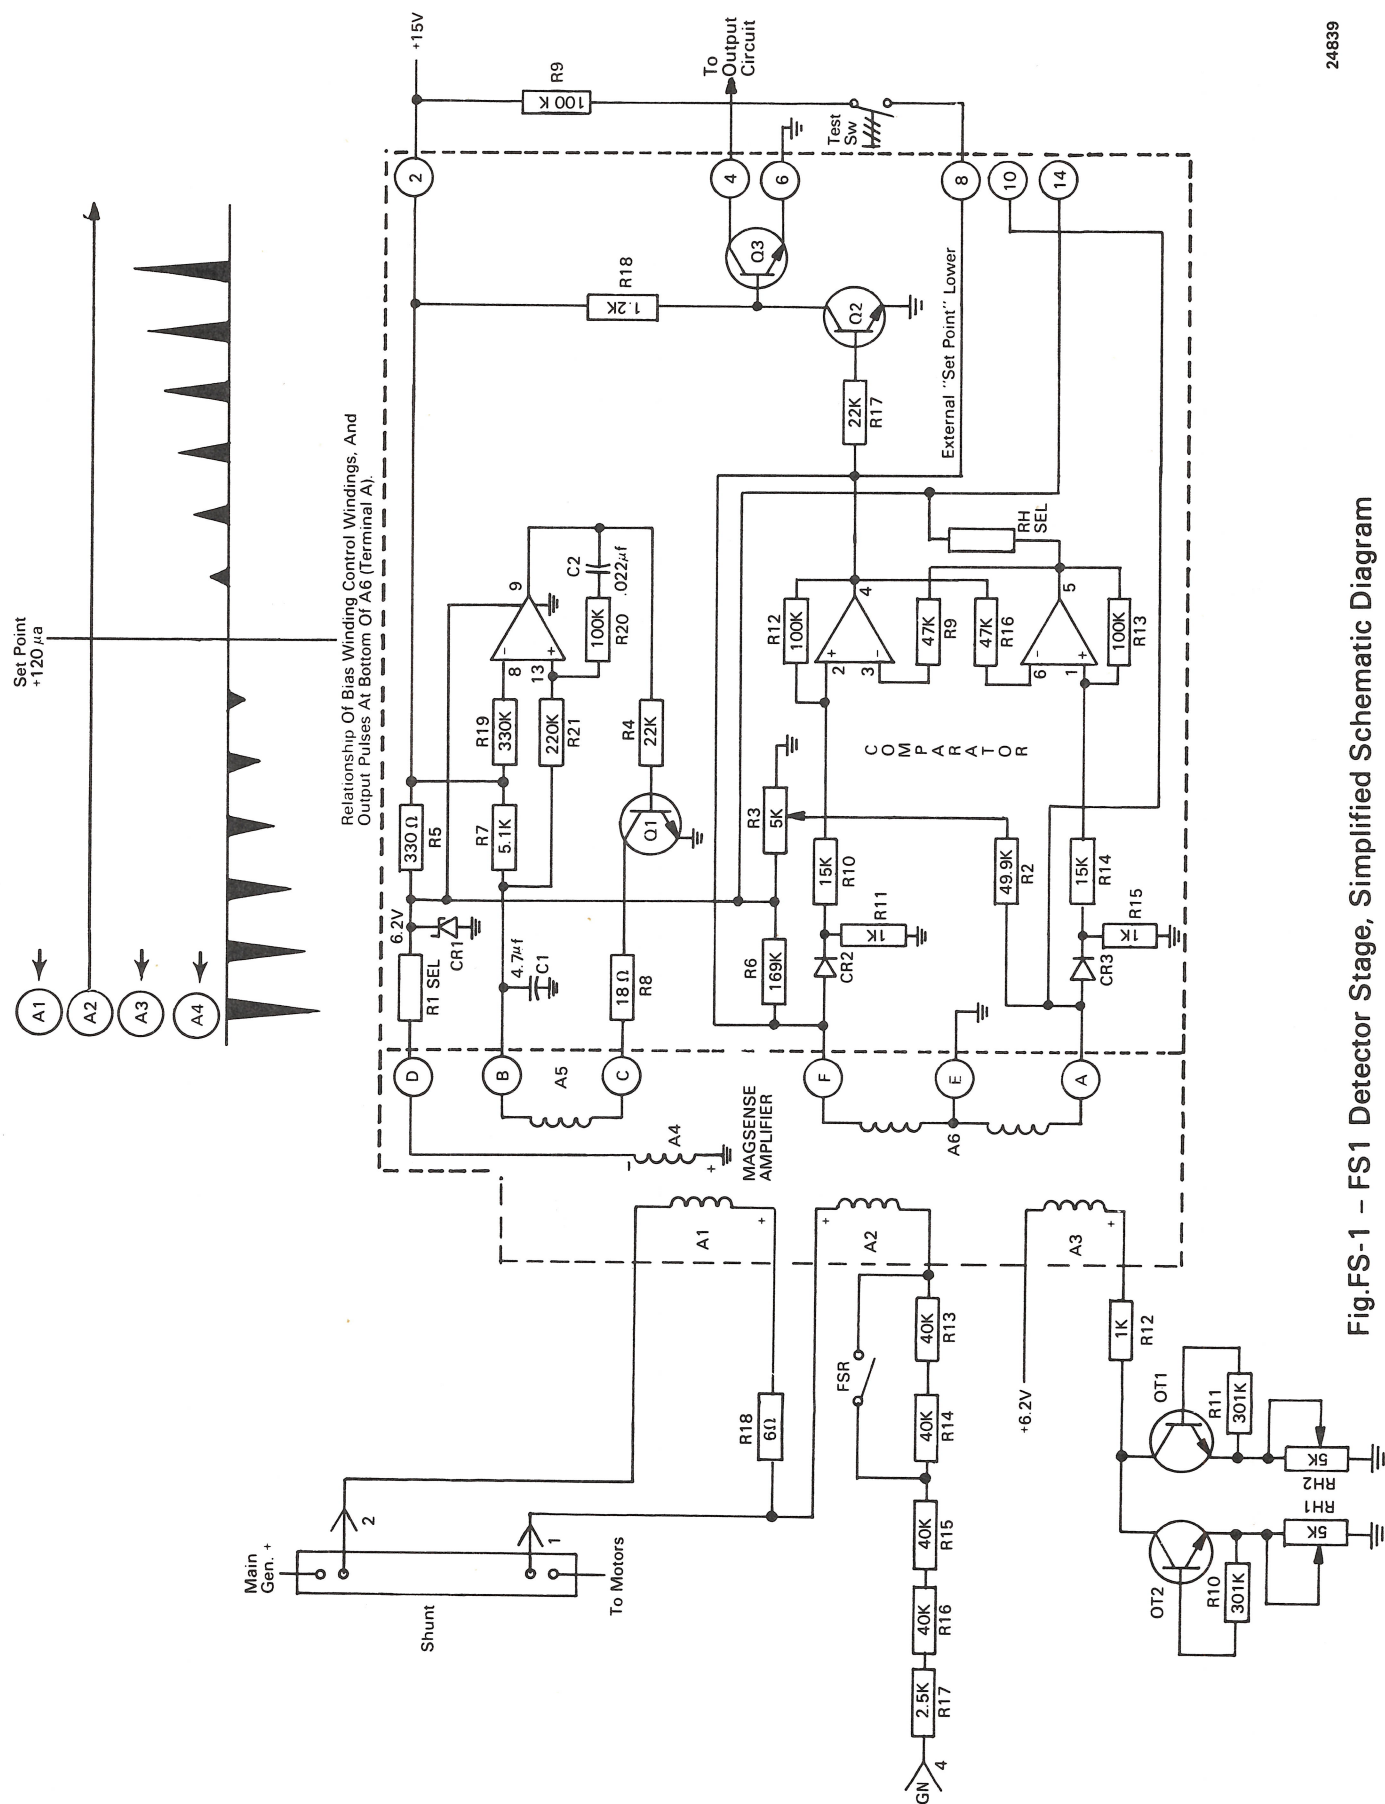 24839
+15V
R9
100 K
To
Output
Circuit
Test
Sw
2
4
6
8
10
14
Q3
R18
1.2K
Q2
External "Set Point" Lower
22K
R17
Set Point
+120 µa
Relationship Of Bias Winding Control Windings, And
Output Pulses At Bottom Of A6 (Terminal A).
A1
A2
A3
A4
9
-
+
8
13
C2
.022µf
100K
R20
R19
330K
220K
R21
R4
22K
R12
100K
4
+
-
2
3
47K
R9
47K
R16
RH
SEL
5
-
+
6
1
100K
R13
COMPARATOR
330 Ω
R5
R7
5.1K
Q1
R3
5K
15K
R10
49.9K
R2
15K
R14
6.2V
R1 SEL
CR1
4.7µf
C1
18 Ω
R8
R6
169K
CR2
1K
R11
CR3
1K
R15
D
B
A5
C
F
E
A
A6
A4
-
+
MAGSENSE
AMPLIFIER
A1
+
A2
+
A3
+
R18
6Ω
FSR
40K
R13
40K
R14
40K
R15
40K
R16
2.5K
R17
GN
4
+6.2V
1K
R12
OT1
R11
301K
RH2
5K
OT2
R10
301K
RH1
5K
Main
Gen. +
2
1
Shunt
To Motors
Fig.FS-1 – FS1 Detector Stage, Simplified Schematic Diagram